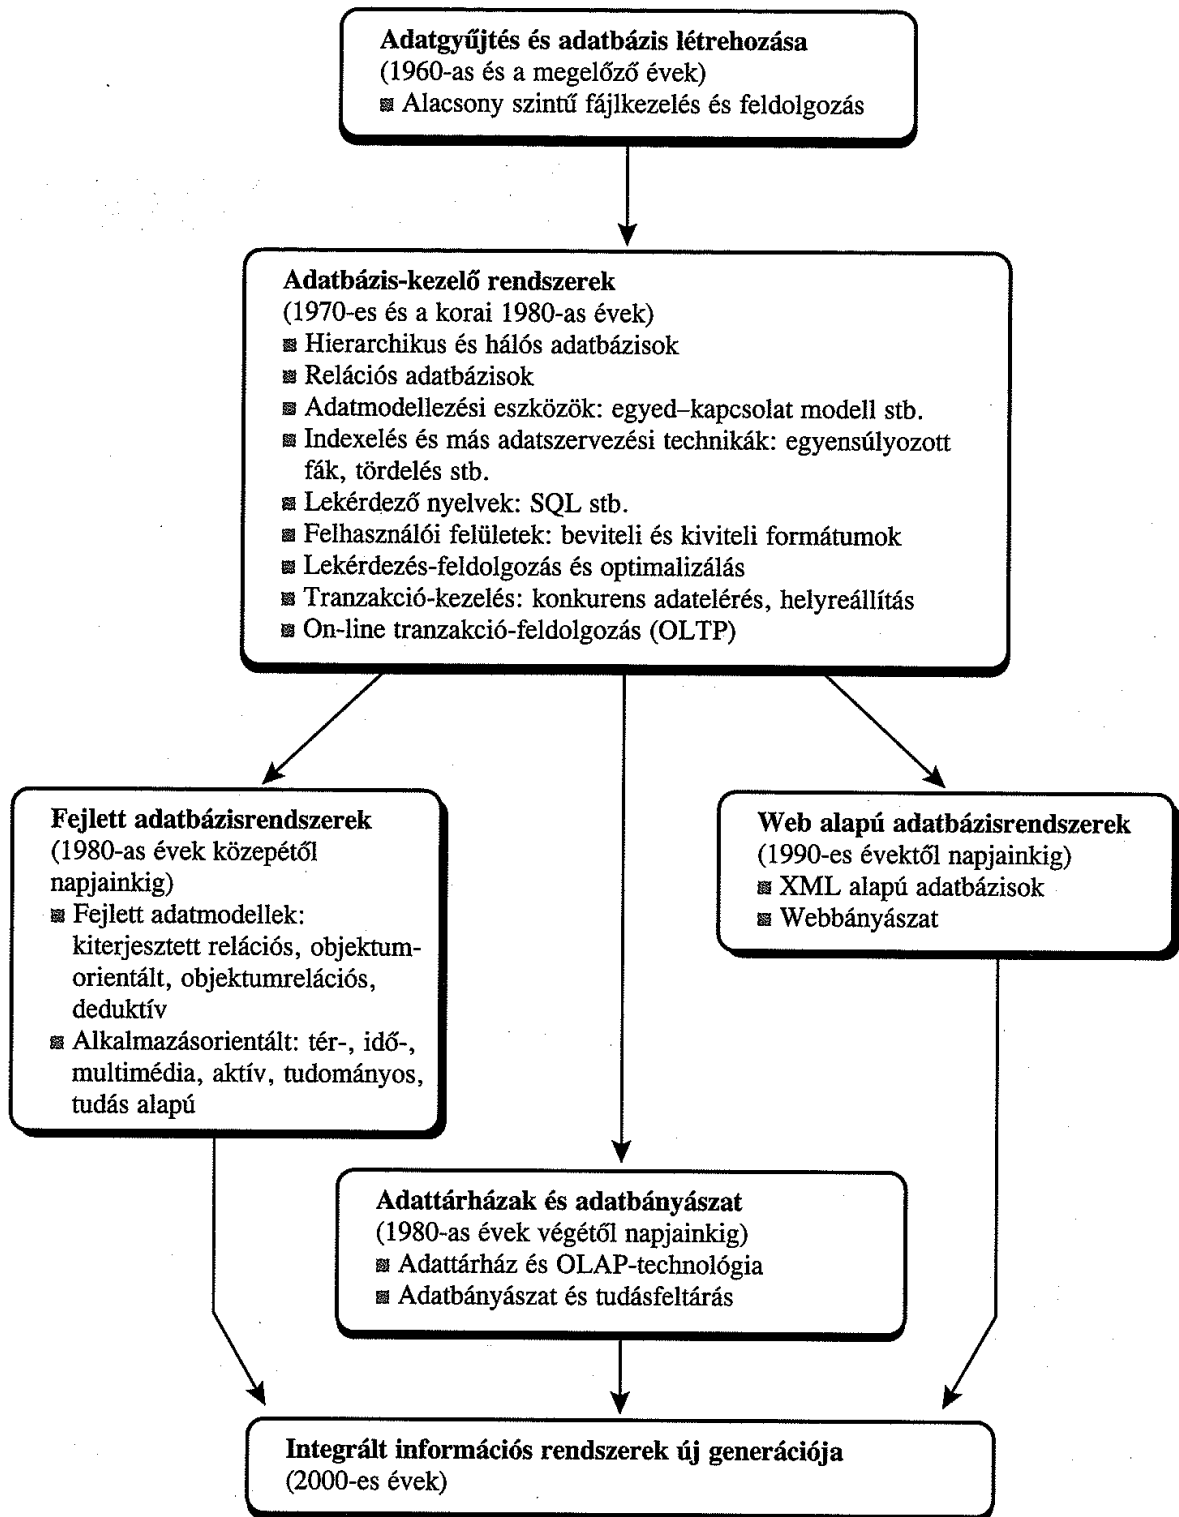 Adatgyűjtés és adatbázis létrehozása
(1960-as és a megelőző évek)
■ Alacsony szintű fájlkezelés és feldolgozás
Adatbázis-kezelő rendszerek
(1970-es és a korai 1980-as évek)
■ Hierarchikus és hálós adatbázisok
■ Relációs adatbázisok
■ Adatmodellezési eszközök: egyed–kapcsolat modell stb.
■ Indexelés és más adatszervezési technikák: egyensúlyozott
fák, tördelés stb.
■ Lekérdező nyelvek: SQL stb.
■ Felhasználói felületek: beviteli és kiviteli formátumok
■ Lekérdezés-feldolgozás és optimalizálás
■ Tranzakció-kezelés: konkurens adatelérés, helyreállítás
■ On-line tranzakció-feldolgozás (OLTP)
Fejlett adatbázisrendszerek
(1980-as évek közepétől
napjainkig)
■ Fejlett adatmodellek:
kiterjesztett relációs, objektum-
orientált, objektumrelációs,
deduktív
■ Alkalmazásorientált: tér-, idő-,
multimédia, aktív, tudományos,
tudás alapú
Web alapú adatbázisrendszerek
(1990-es évektől napjainkig)
■ XML alapú adatbázisok
■ Webbányászat
Adattárházak és adatbányászat
(1980-as évek végétől napjainkig)
■ Adattárház és OLAP-technológia
■ Adatbányászat és tudásfeltárás
Integrált információs rendszerek új generációja
(2000-es évek)